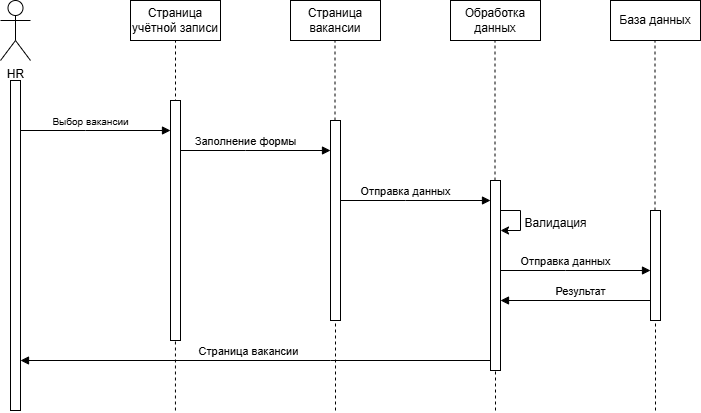 Страница
учётной записи
Страница
вакансии
Обработка
данных
База данных
HR
Выбор вакансии
Заполнение формы
Отправка данных
Валидация
Отправка данных
Результат
Страница вакансии